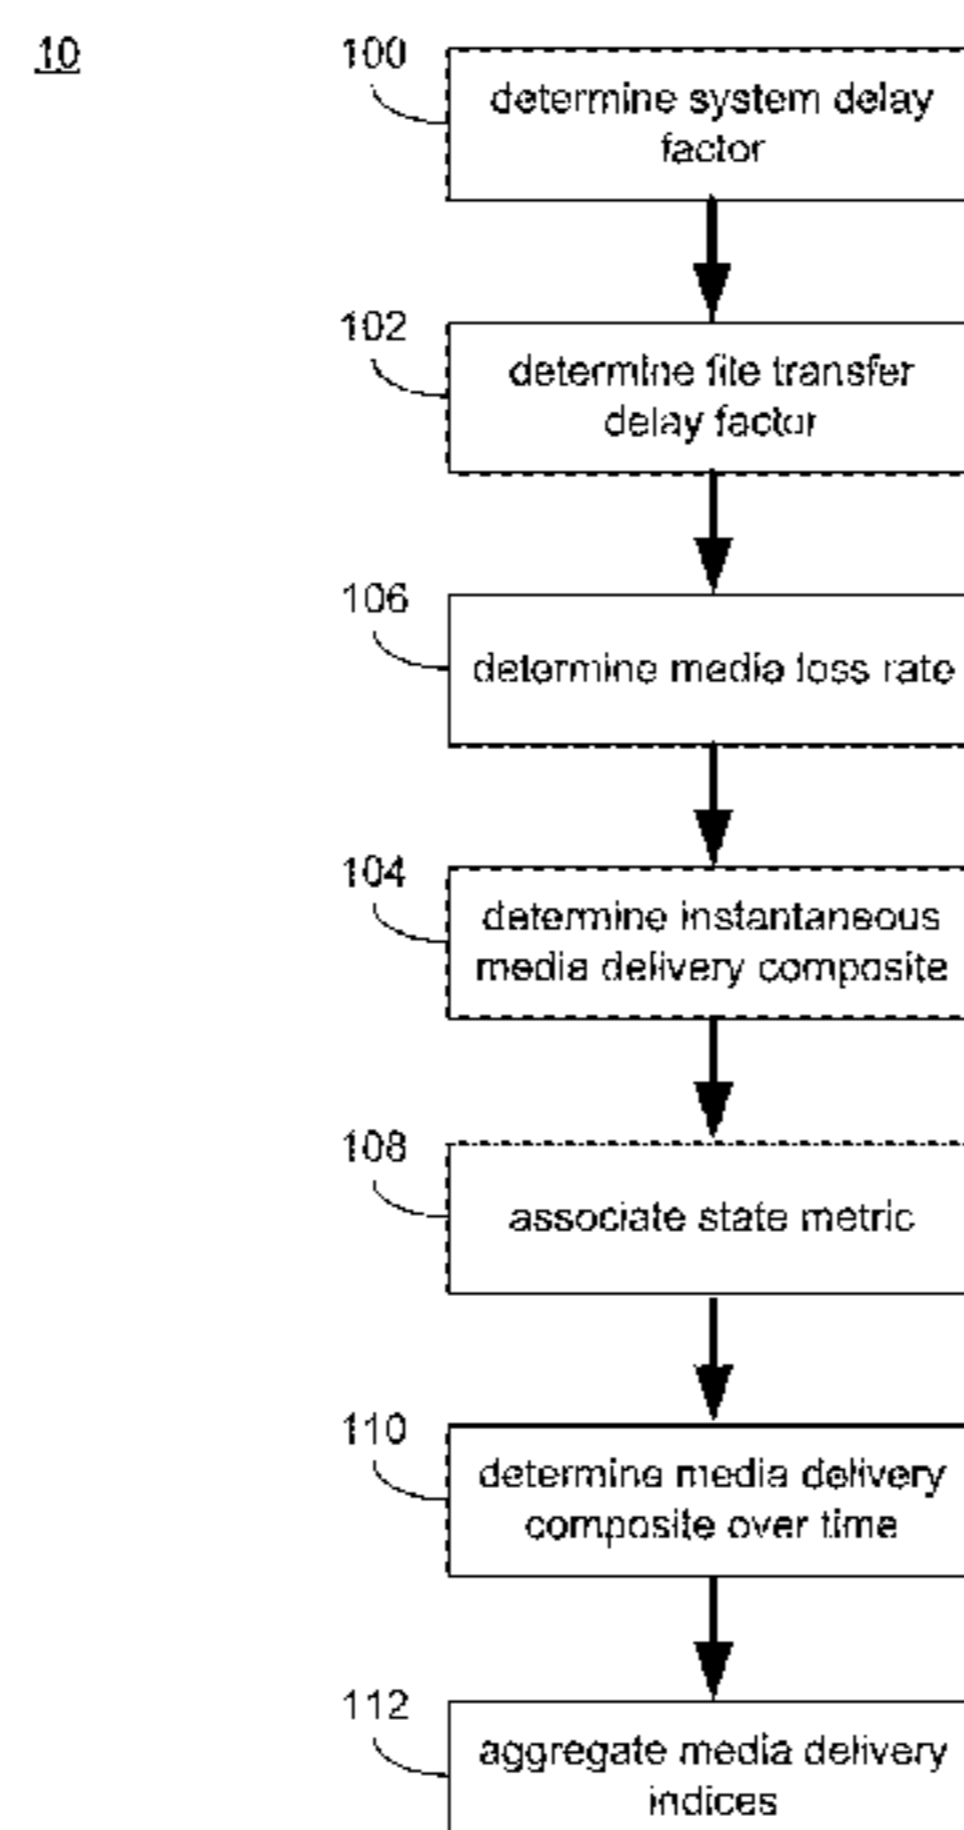 10
100
determine system delay
factor
102
determine file transfer
delay factor
106
determine media loss rate
104
determine instantaneous
media delivery composite
108
associate state metric
110
determine media delivery
composite over time
112
aggregate media delivery
indices